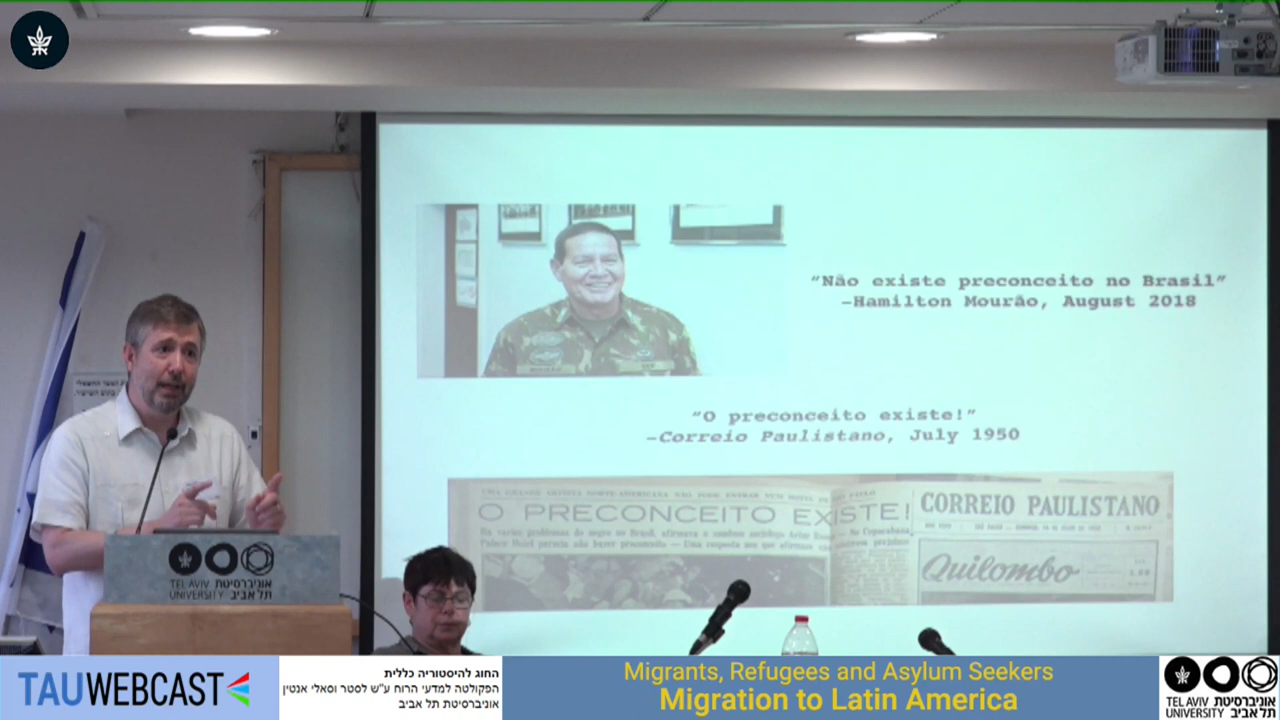 "Não existe preconceito no Brasil"
-Hamilton Mourão, August 2018
"O preconceito existe!"
-Correio Paulistano, July 1950
O PRECONCEITO EXISTE!
CORREIO PAULISTANO
Quilombo
TEL AVIV אוניברסיטת
UNIVERSITY תל אביב
TAUWEBCAST
החוג להיסטוריה כללית
הפקולטה למדעי הרוח ע"ש לסטר וסאלי אנטין
אוניברסיטת תל אביב
Migrants, Refugees and Asylum Seekers
Migration to Latin America
TEL AVIV אוניברסיטת
UNIVERSITY תל אביב